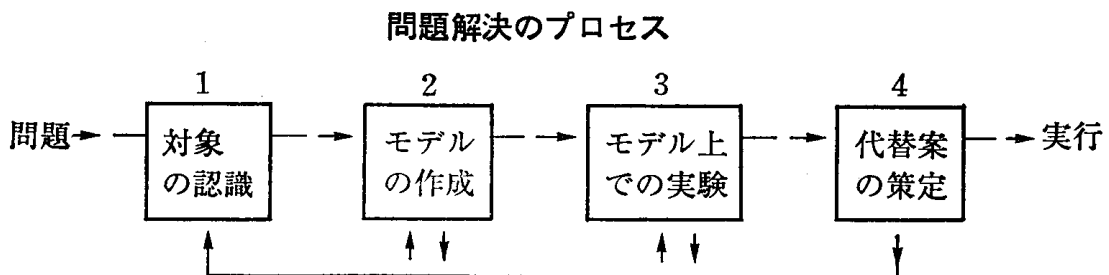 問題解決のプロセス
1
2
3
4
問題
対象
の認識
モデル
の作成
モデル上
での実験
代替案
の策定
実行